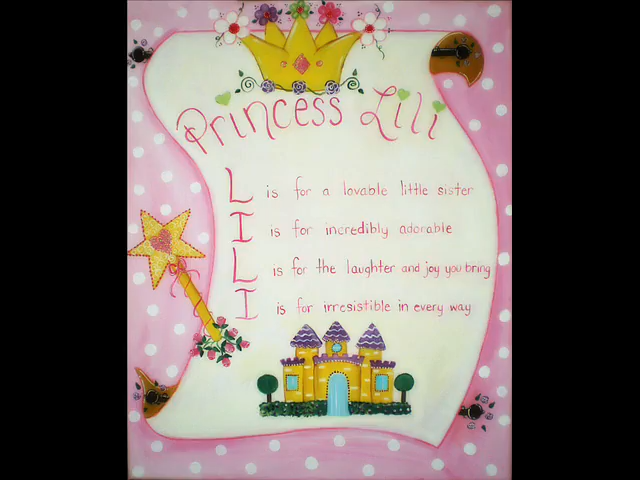 Princess Lili
L is for a lovable little sister
I is for incredibly adorable
L is for the laughter and joy you bring
I is for irresistible in every way